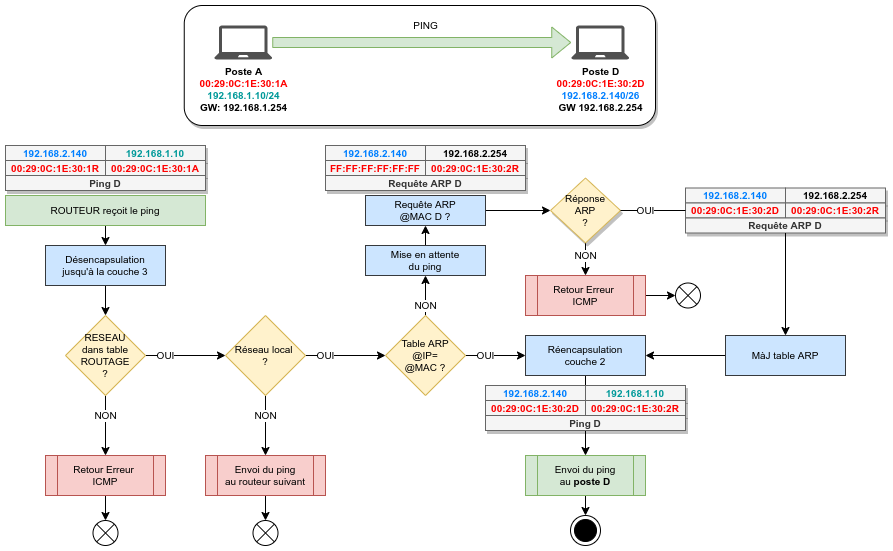 PING
Poste A
00:29:0C:1E:30:1A
192.168.1.10/24
GW: 192.168.1.254
Poste D
00:29:0C:1E:30:2D
192.168.2.140/26
GW 192.168.2.254
192.168.2.140 192.168.1.10
00:29:0C:1E:30:1R 00:29:0C:1E:30:1A
Ping D
ROUTEUR reçoit le ping
Désencapsulation
jusqu'à la couche 3
RESEAU
dans table
ROUTAGE
?
OUI
NON
Retour Erreur
ICMP
Réseau local
?
OUI
NON
Envoi du ping
au routeur suivant
Table ARP
@IP=
@MAC ?
OUI
NON
Mise en attente
du ping
Requête ARP
@MAC D ?
192.168.2.140 192.168.2.254
FF:FF:FF:FF:FF:FF 00:29:0C:1E:30:2R
Requête ARP D
Réponse
ARP
?
OUI
NON
Retour Erreur
ICMP
192.168.2.140 192.168.2.254
00:29:0C:1E:30:2D 00:29:0C:1E:30:2R
Requête ARP D
MàJ table ARP
Réencapsulation
couche 2
192.168.2.140 192.168.1.10
00:29:0C:1E:30:2D 00:29:0C:1E:30:2R
Ping D
Envoi du ping
au poste D